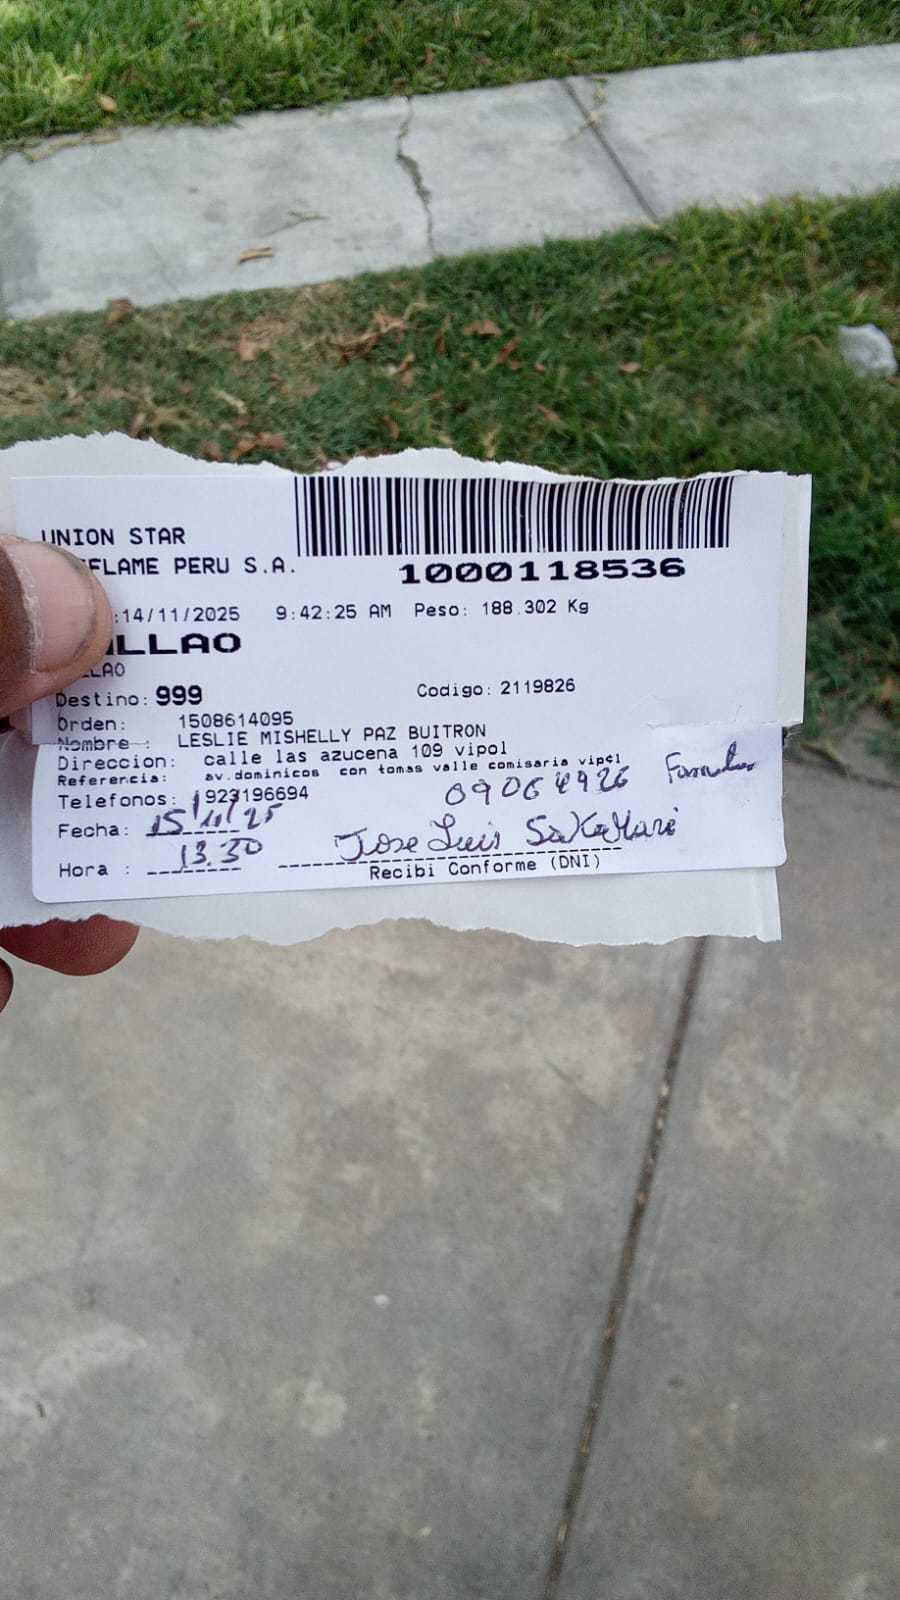 UNION STAR
FLAME PERU S.A.
1000118536
:14/11/2025 9:42:25 AM Peso: 188.302 Kg
LLAO
LLAO
Destino: 999 Codigo: 2119826
Orden: 1508614095
Nombre : LESLIE MISHELLY PAZ BUITRON
Direccion: calle las azucena 109 vipol
Referencia: av.dominicos con tomas valle comisaria vipol
Telefonos: 923196694 09064926
Fecha: 15/11/25 Jose Luis
Hora : 13.30
Recibi Conforme (DNI)